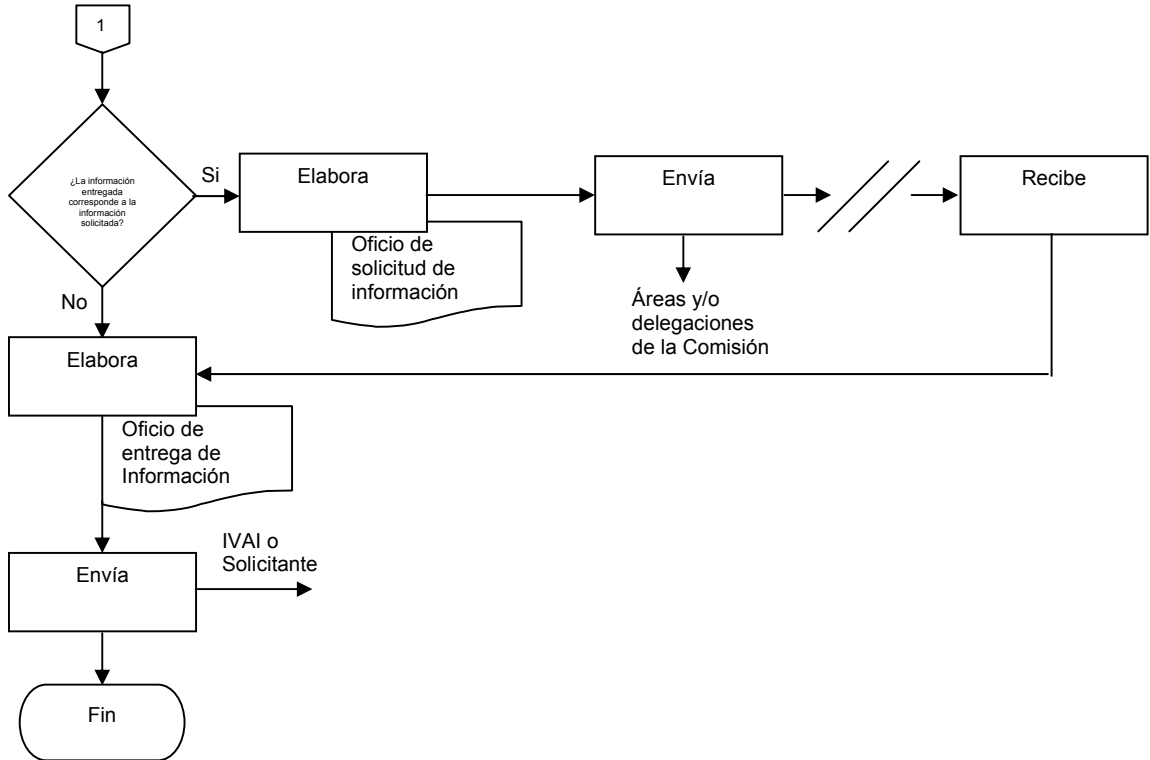 1
¿La información
entregada
corresponde a la
información
solicitada?
Si
Elabora
Oficio de
solicitud de
información
Envía
Áreas y/o
delegaciones
de la Comisión
Recibe
No
Elabora
Oficio de
entrega de
Información
Envía
IVAI o
Solicitante
Fin